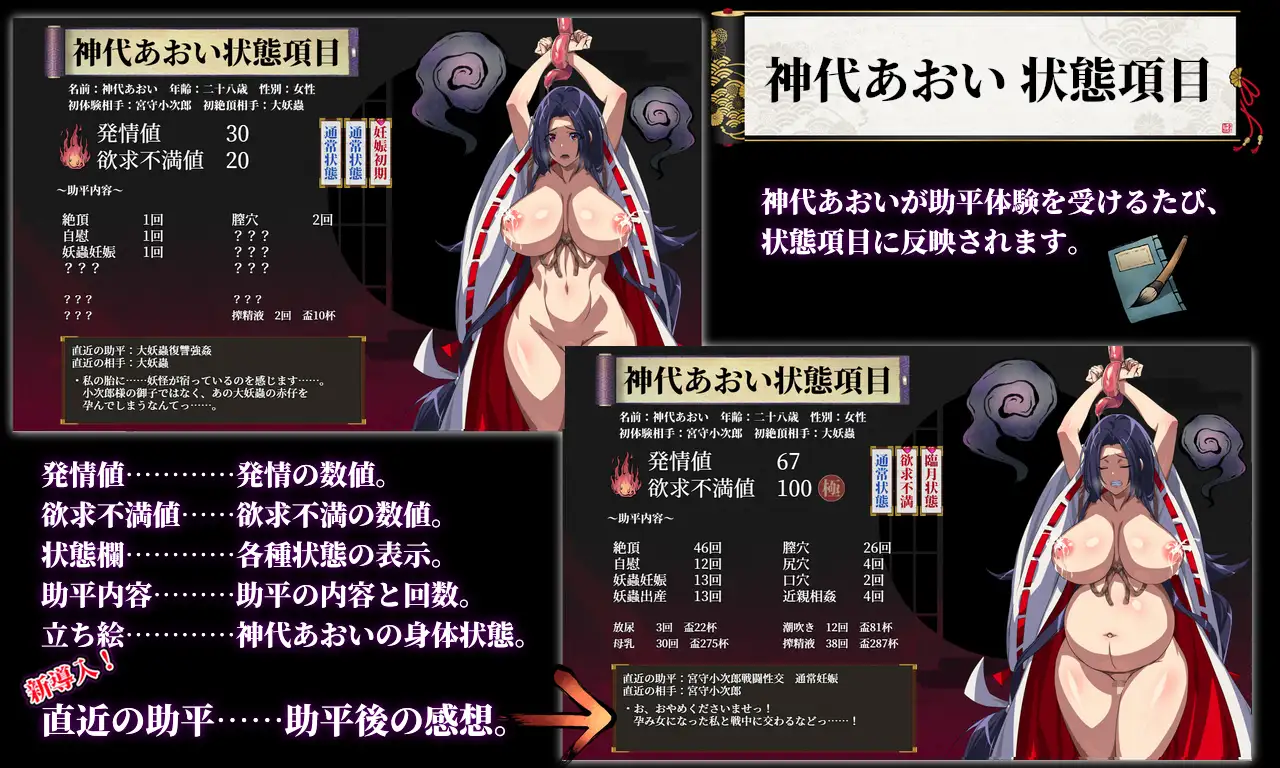 神代あおい状態項目
名前：神代あおい　年齢：二十八歳　性別：女性
初体験相手：宮守小次郎　初絶頂相手：大妖蟲
発情値　30
欲求不満値　20
通常状態
通常状態
妊娠初期
～助平内容～
絶頂　1回　膣穴　2回
自慰　1回　？？？
妖蟲妊娠　1回　？？？
？？？　？？？
？？？　？？？
？？？　搾精液　2回　盃10杯
直近の助平：大妖蟲復讐強姦
直近の相手：大妖蟲
・私の胎に……妖怪が宿っているのを感じます……。
小次郎様の御子ではなく、あの大妖蟲の赤仔を
孕んでしまうなんてっ……。
神代あおい 状態項目
神代あおいが助平体験を受けるたび、
状態項目に反映されます。
発情値…………発情の数値。
欲求不満値……欲求不満の数値。
状態欄…………各種状態の表示。
助平内容………助平の内容と回数。
立ち絵…………神代あおいの身体状態。
新導入！
直近の助平……助平後の感想。
神代あおい状態項目
名前：神代あおい　年齢：二十八歳　性別：女性
初体験相手：宮守小次郎　初絶頂相手：大妖蟲
発情値　67
欲求不満値　100 極
通常状態
欲求不満
臨月状態
～助平内容～
絶頂　46回　膣穴　26回
自慰　12回　尻穴　4回
妖蟲妊娠　13回　口穴　2回
妖蟲出産　13回　近親相姦　4回
放尿　3回　盃22杯　潮吹き　12回　盃81杯
母乳　30回　盃275杯　搾精液　38回　盃287杯
直近の助平：宮守小次郎戦闘性交　通常妊娠
直近の相手：宮守小次郎
・お、おやめくださいませっ！
孕み女になった私と戦中に交わるなどっ……！